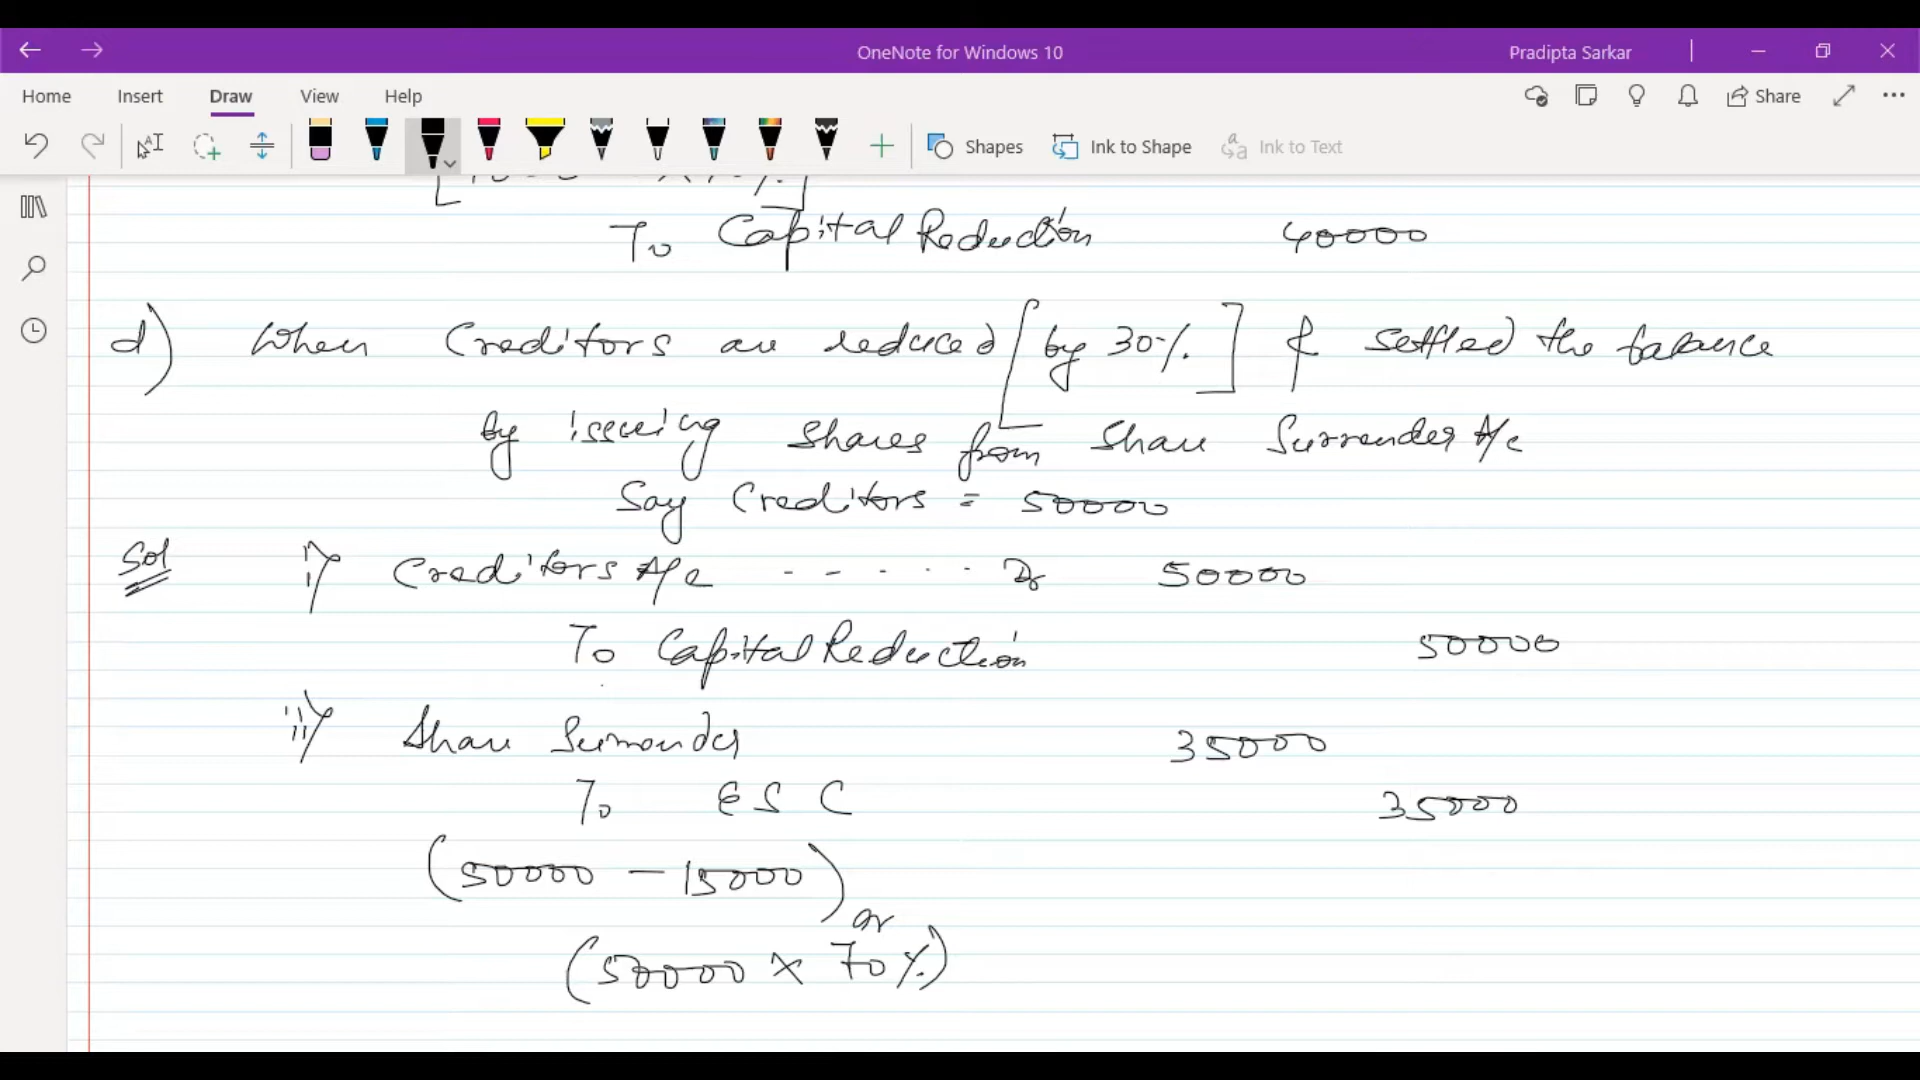 OneNote for Windows 10
Pradipta Sarkar
Home Insert Draw View Help
Share
Shapes Ink to Shape Ink to Text
To Capital Reduction 40000
d) When Creditors are reduced [by 30%.] & settled the balance
by issueing shares from Share Surrender A/c
Say Creditors = 50000
Sol i) Creditors A/c - - - - - - Dr 50000
To Capital Reduction 50000
ii) Share Surrender 35000
To ESC 35000
(50000 - 15000)
or
(50000 x 70%)